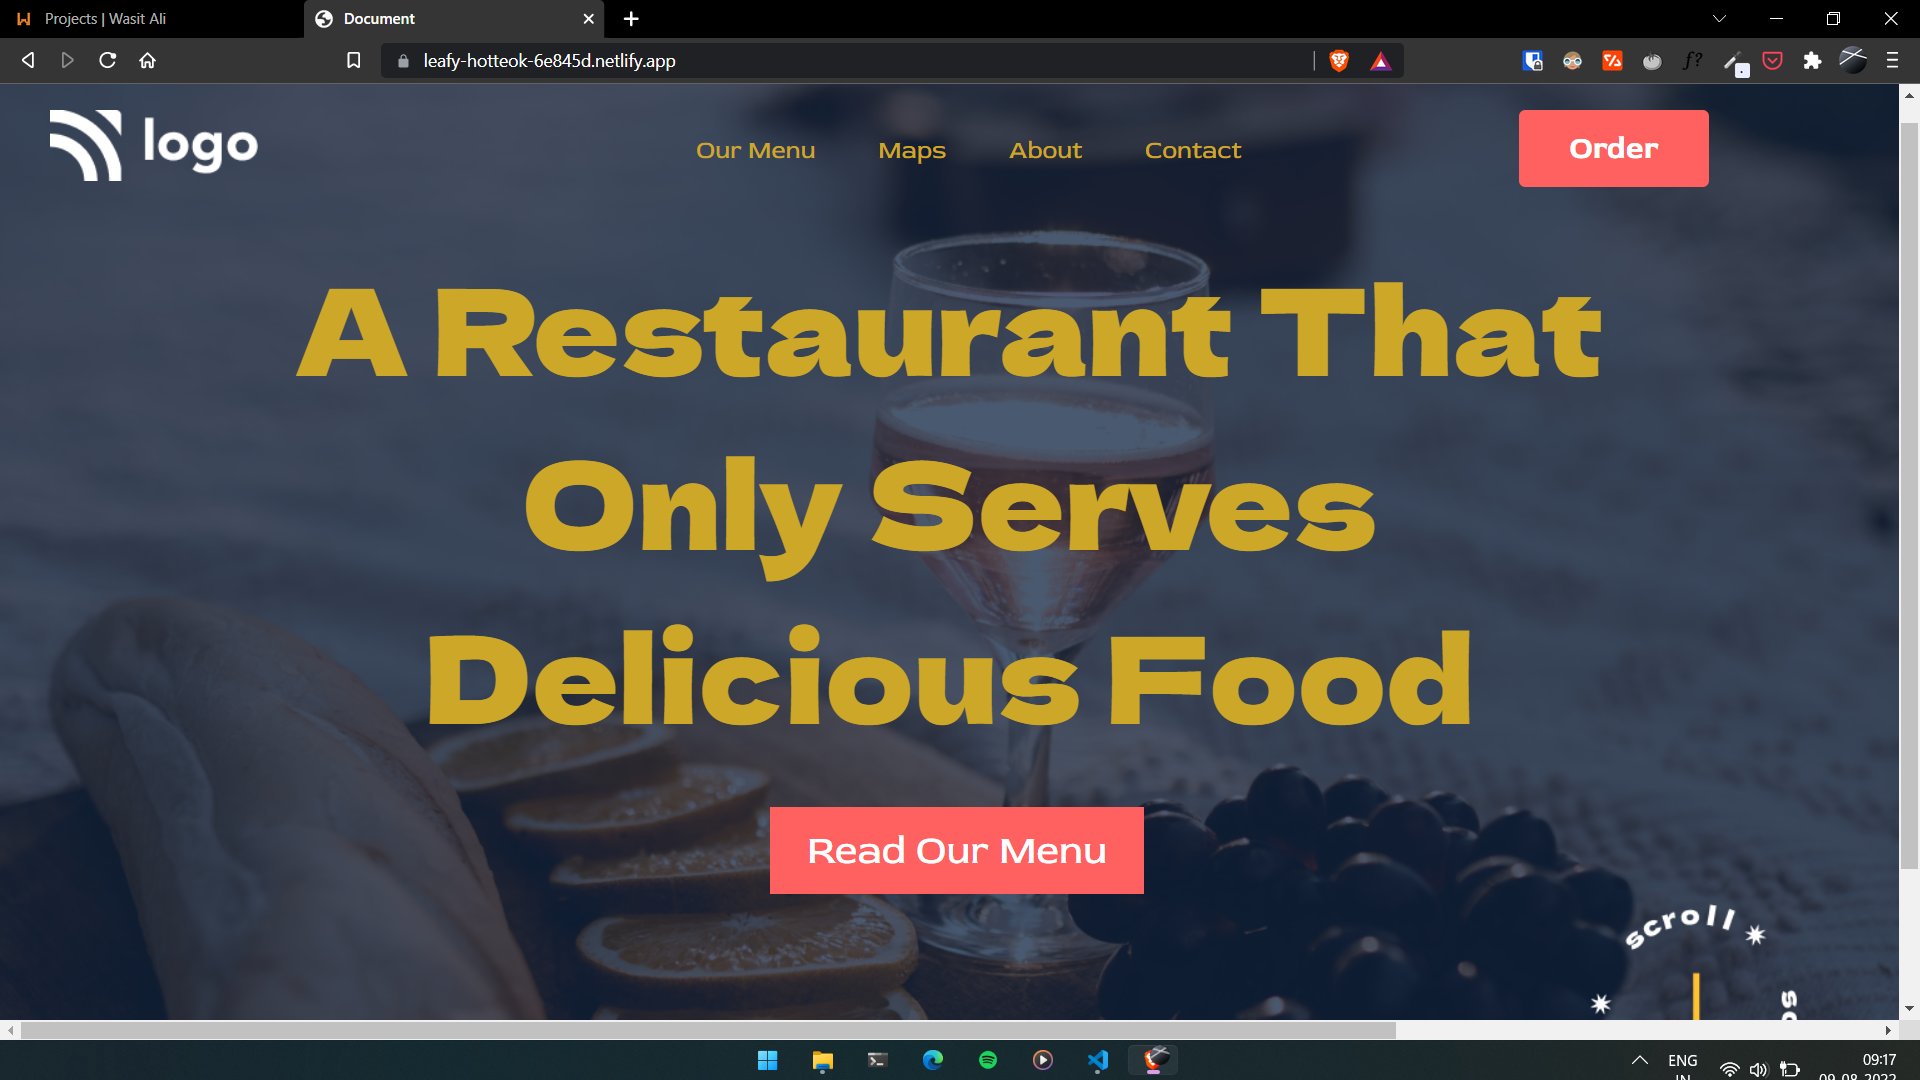 Projects | Wasit Ali
Document
leafy-hotteok-6e845d.netlify.app
f?
logo
Our Menu Maps About Contact
Order
A Restaurant That
Only Serves
Delicious Food
Read Our Menu
scroll
ENG
IN
09:17
09-08-2022